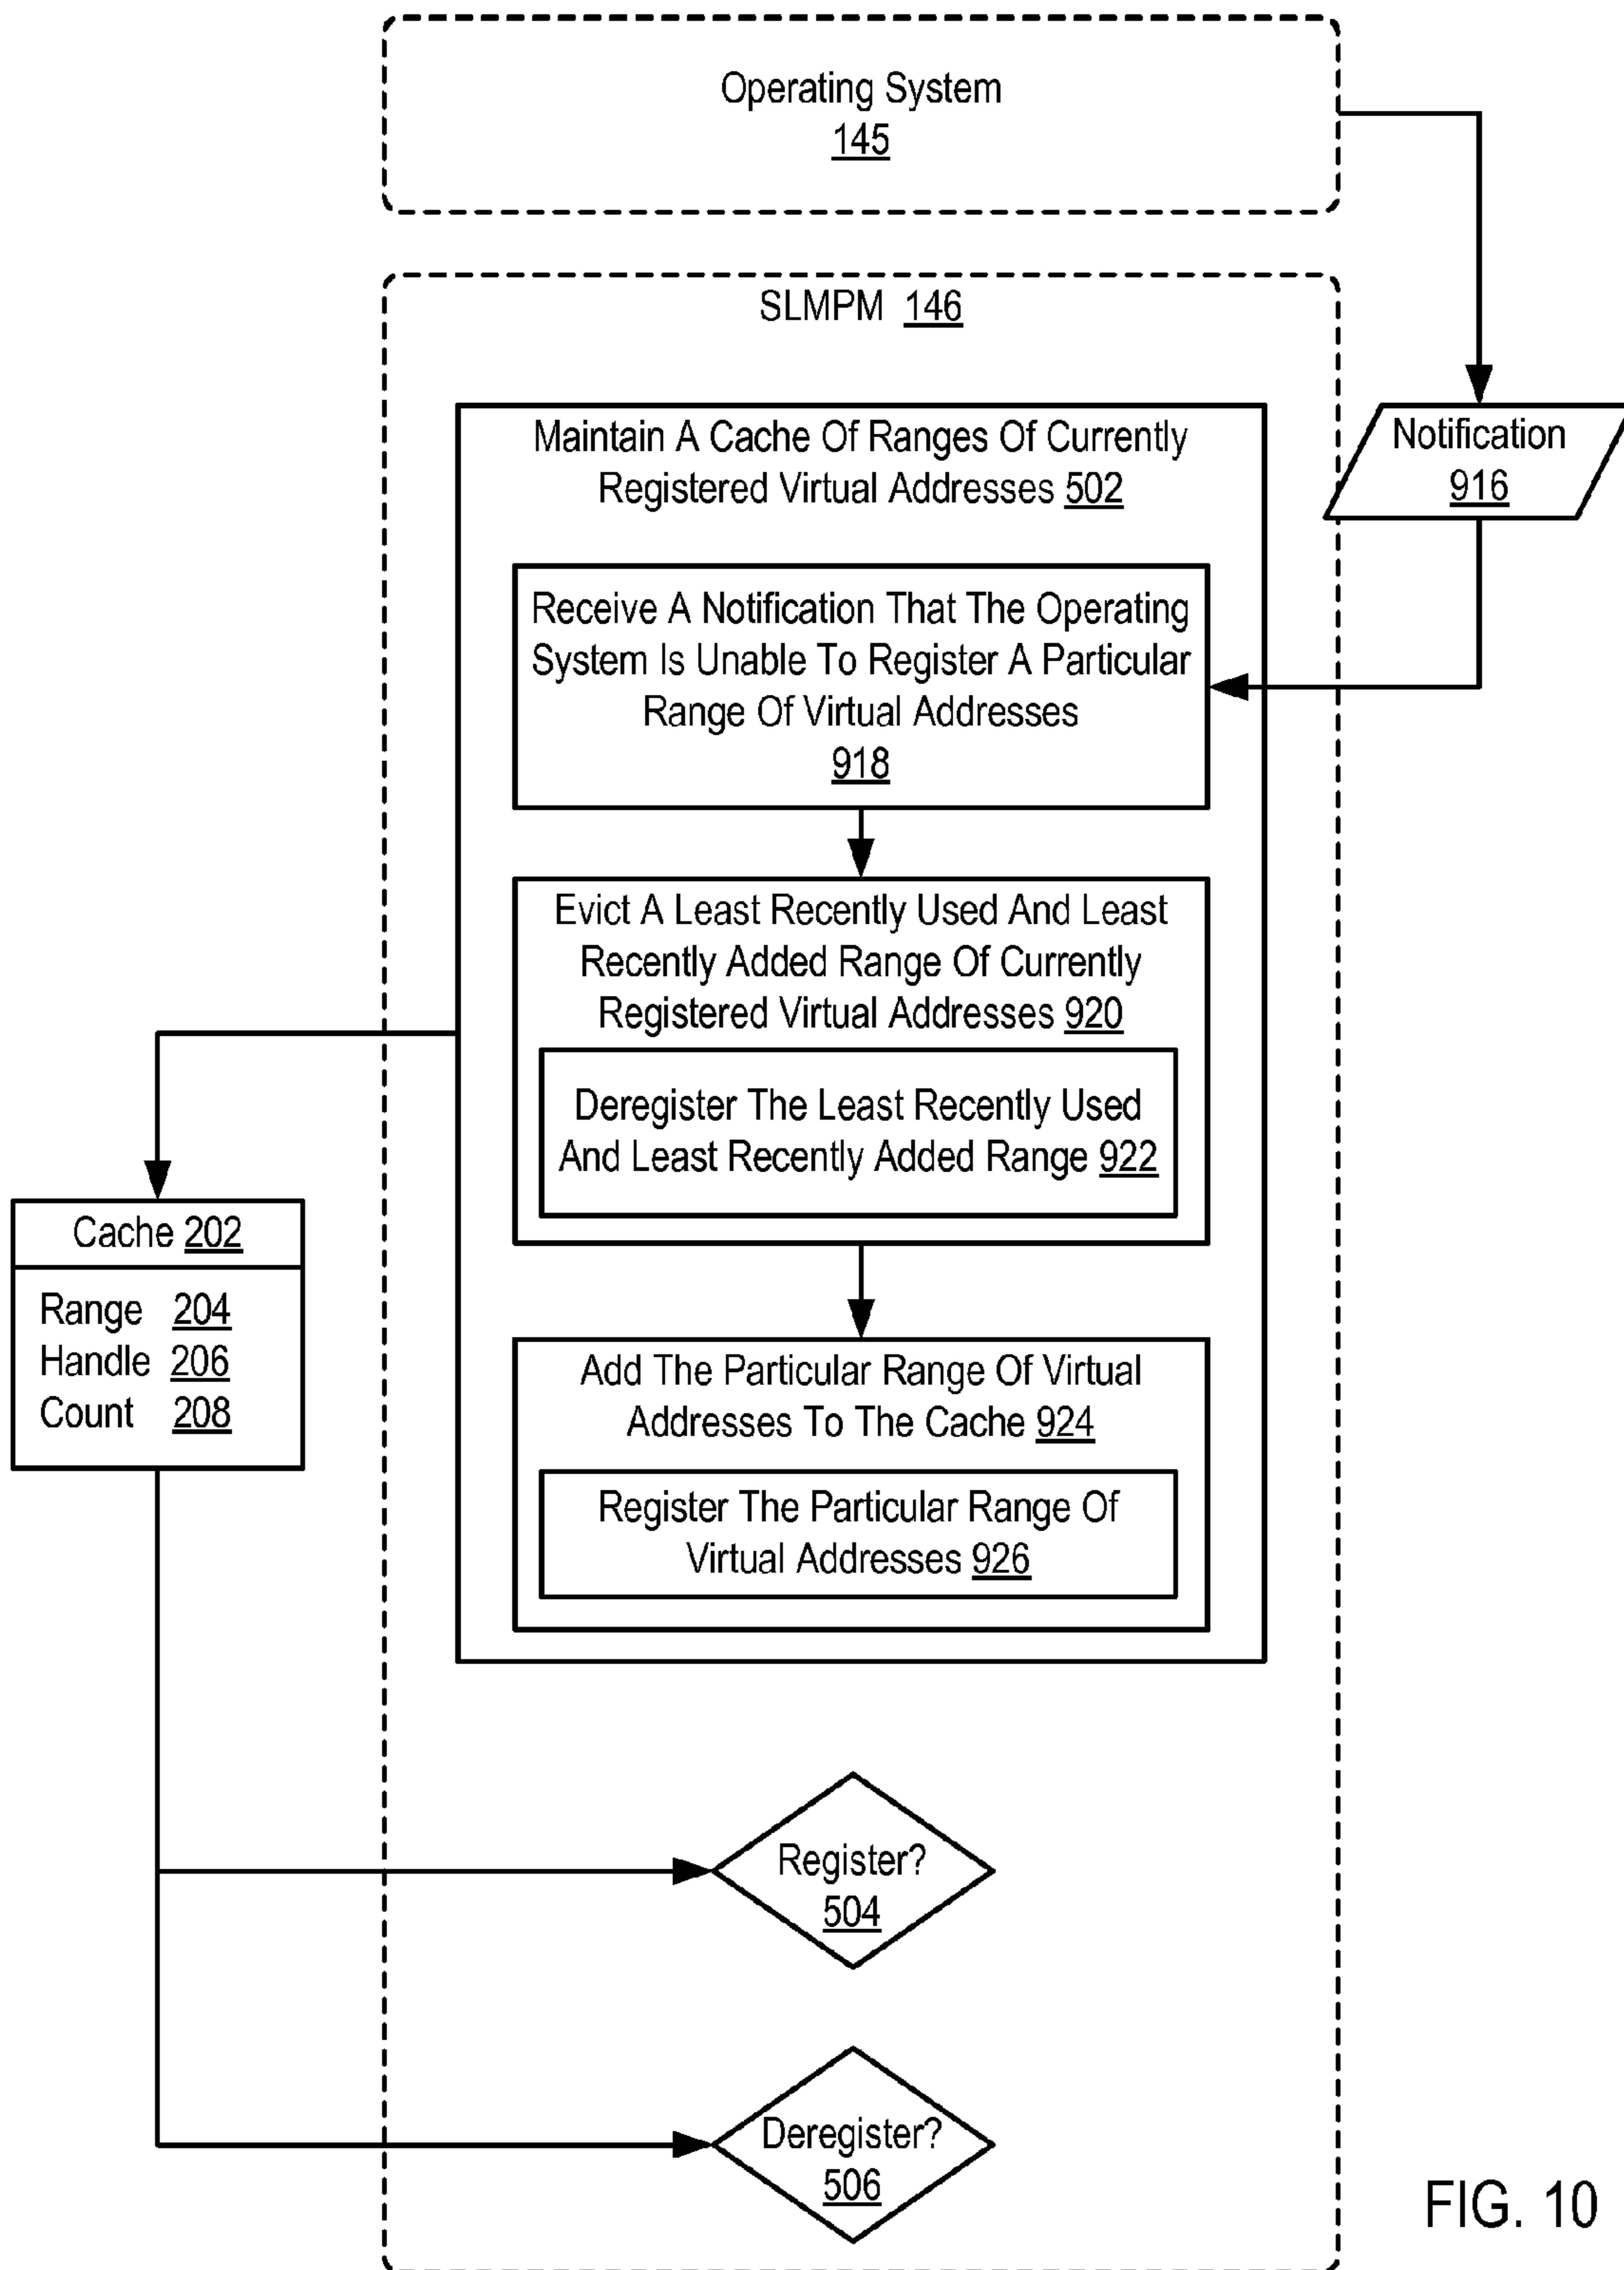 Operating System
145
SLMPM 146
Maintain A Cache Of Ranges Of Currently
Registered Virtual Addresses 502
Notification
916
Receive A Notification That The Operating
System Is Unable To Register A Particular
Range Of Virtual Addresses
918
Evict A Least Recently Used And Least
Recently Added Range Of Currently
Registered Virtual Addresses 920
Deregister The Least Recently Used
And Least Recently Added Range 922
Cache 202
Range 204
Handle 206
Count 208
Add The Particular Range Of Virtual
Addresses To The Cache 924
Register The Particular Range Of
Virtual Addresses 926
Register?
504
Deregister?
506
FIG. 10